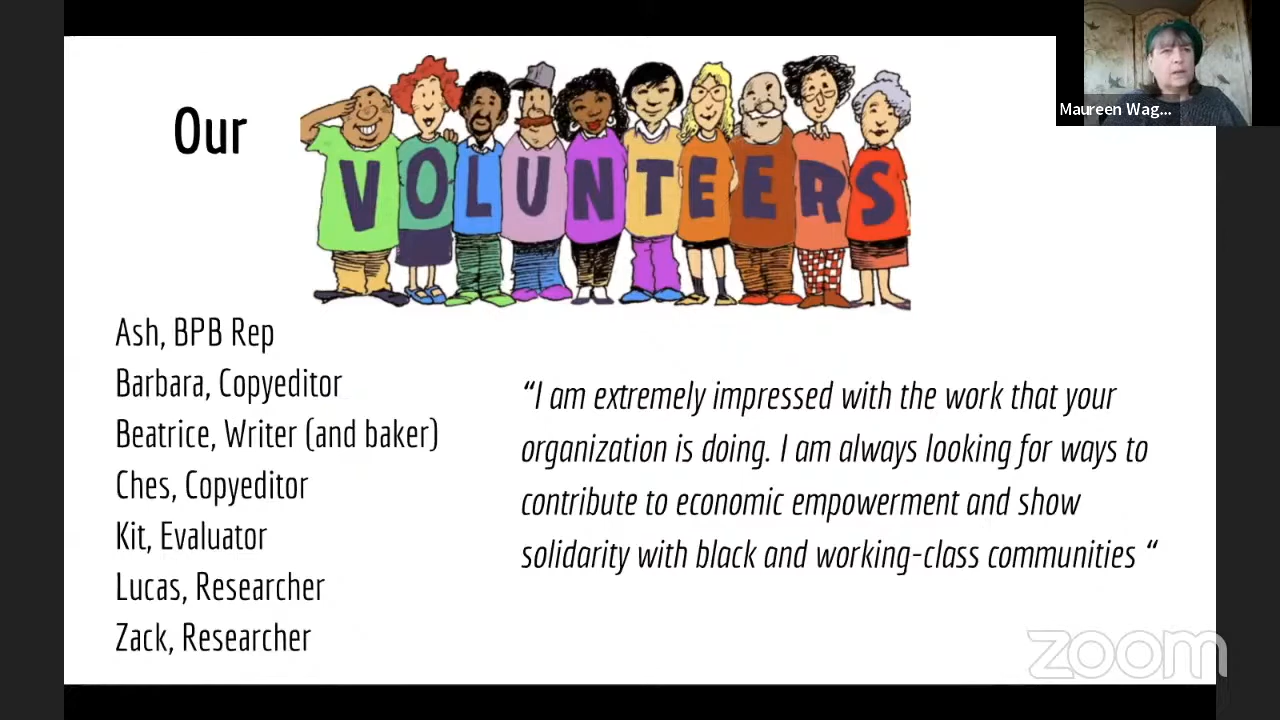 Our
VOLUNTEERS
Maureen Wag...
Ash, BPB Rep
Barbara, Copyeditor
Beatrice, Writer (and baker)
Ches, Copyeditor
Kit, Evaluator
Lucas, Researcher
Zack, Researcher
“I am extremely impressed with the work that your
organization is doing. I am always looking for ways to
contribute to economic empowerment and show
solidarity with black and working-class communities “
zoom